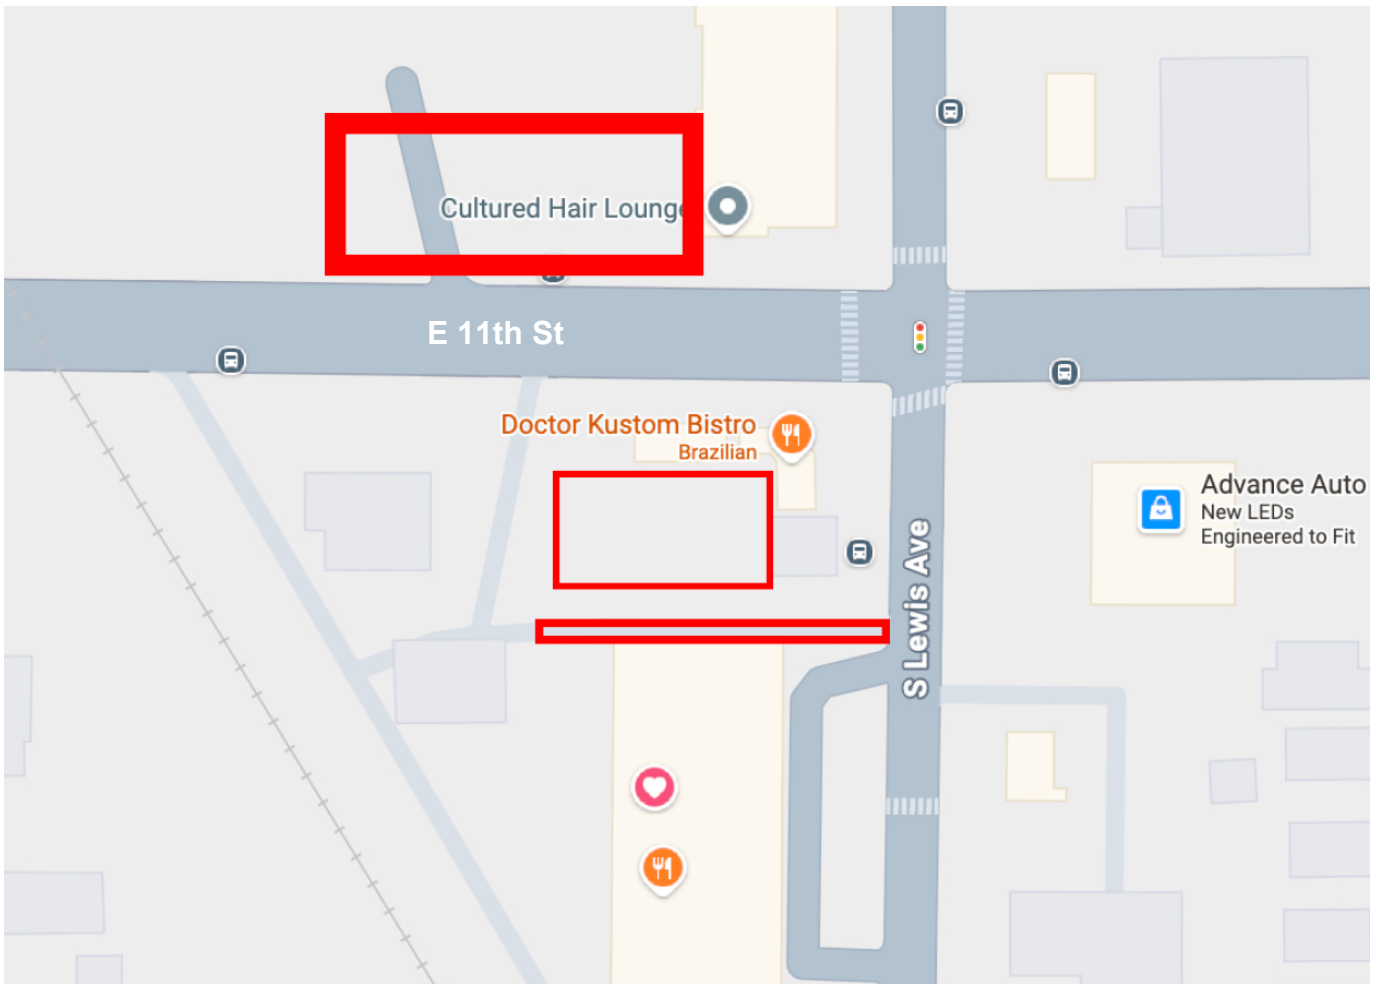 Cultured Hair Lounge
E 11th St
Doctor Kustom Bistro
Brazilian
Advance Auto
New LEDs
Engineered to Fit
S Lewis Ave